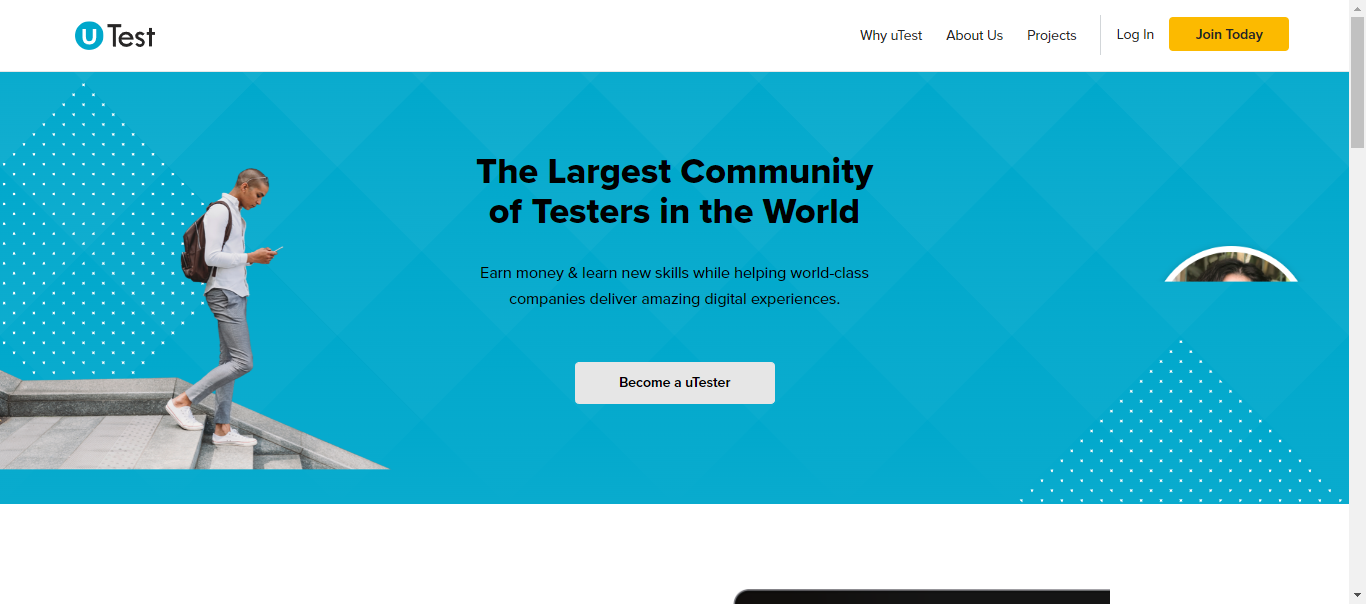 uTest
Why uTest
About Us
Projects
Log In
Join Today
The Largest Community
of Testers in the World
Earn money & learn new skills while helping world-class
companies deliver amazing digital experiences.
Become a uTester